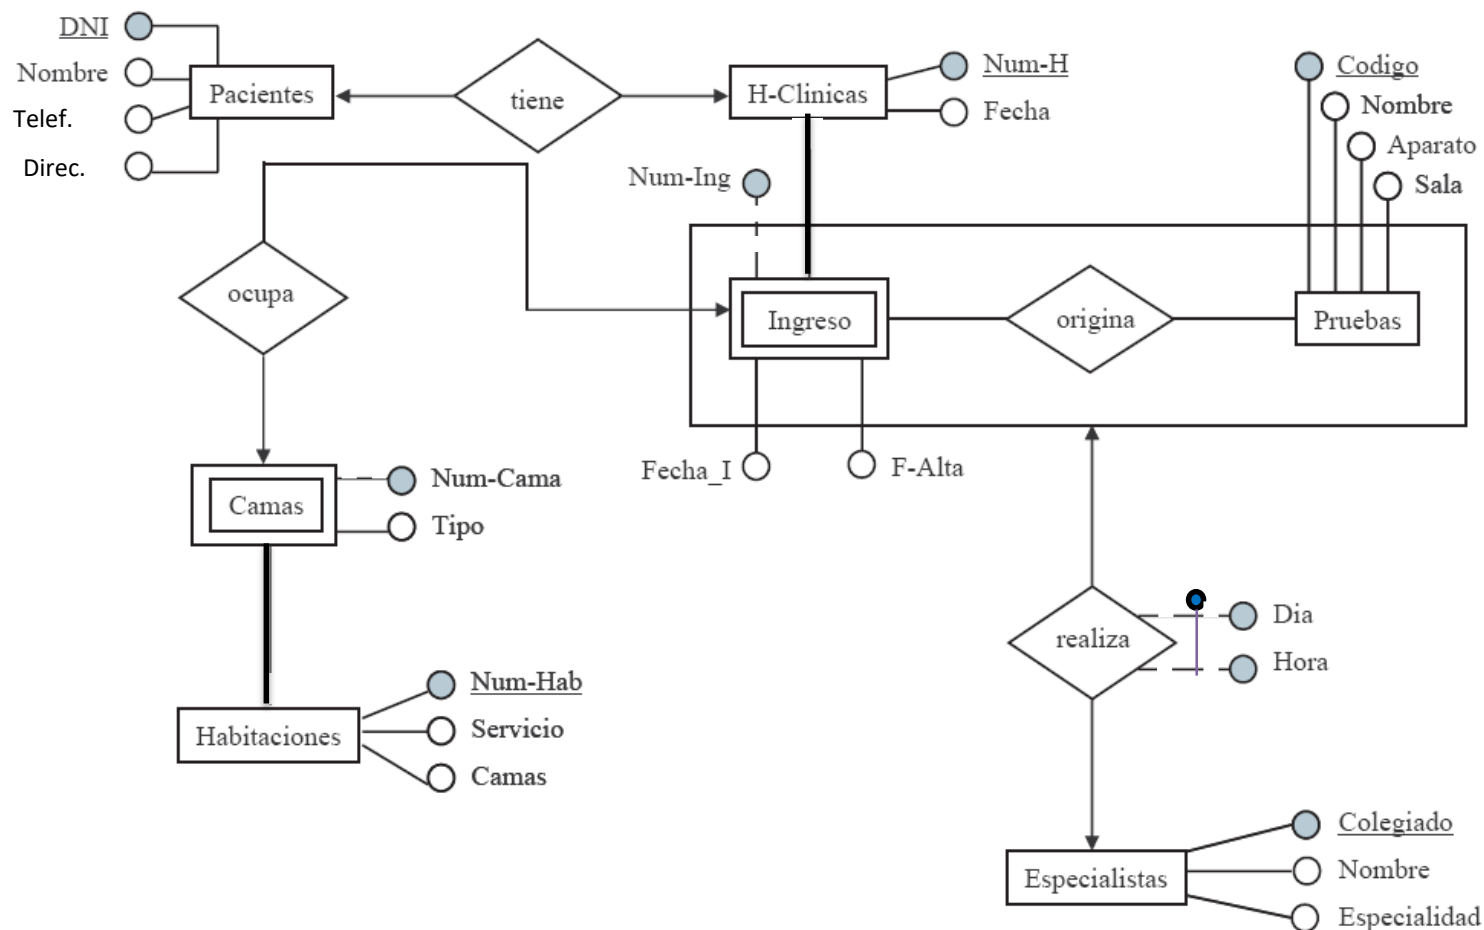 DNI
Nombre
Telef.
Direc.
Pacientes
tiene
H-Clinicas
Num-H
Fecha
Codigo
Nombre
Aparato
Sala
Num-Ing
ocupa
Ingreso
origina
Pruebas
Fecha_I
F-Alta
Camas
Num-Cama
Tipo
realiza
Dia
Hora
Habitaciones
Num-Hab
Servicio
Camas
Especialistas
Colegiado
Nombre
Especialidad